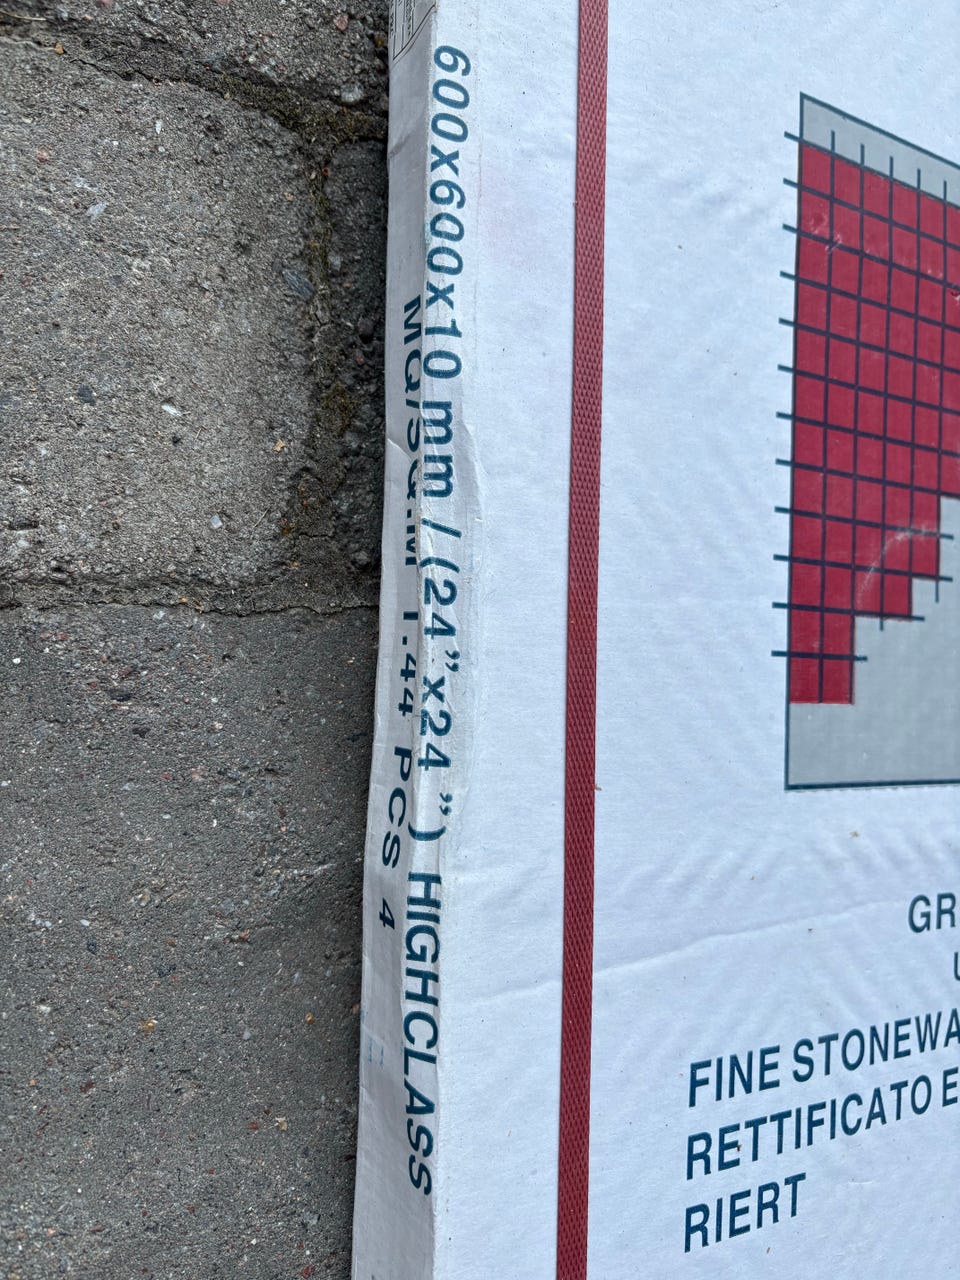 600x600x10 mm / (24”x24 ”) HIGHCLASS
MQ/SQ.M 1.44 PCS 4
GR
U
FINE STONEWA
RETTIFICATO E
RIERT